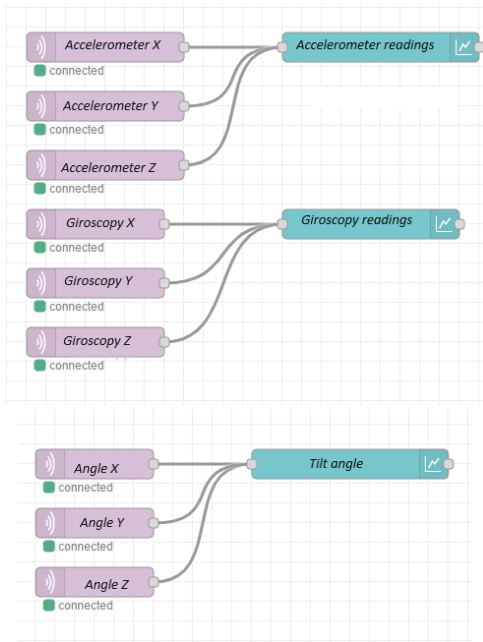 Accelerometer X
Accelerometer readings
connected
Accelerometer Y
connected
Accelerometer Z
connected
Giroscopy X
Giroscopy readings
connected
Giroscopy Y
connected
Giroscopy Z
connected
Angle X
Tilt angle
connected
Angle Y
connected
Angle Z
connected